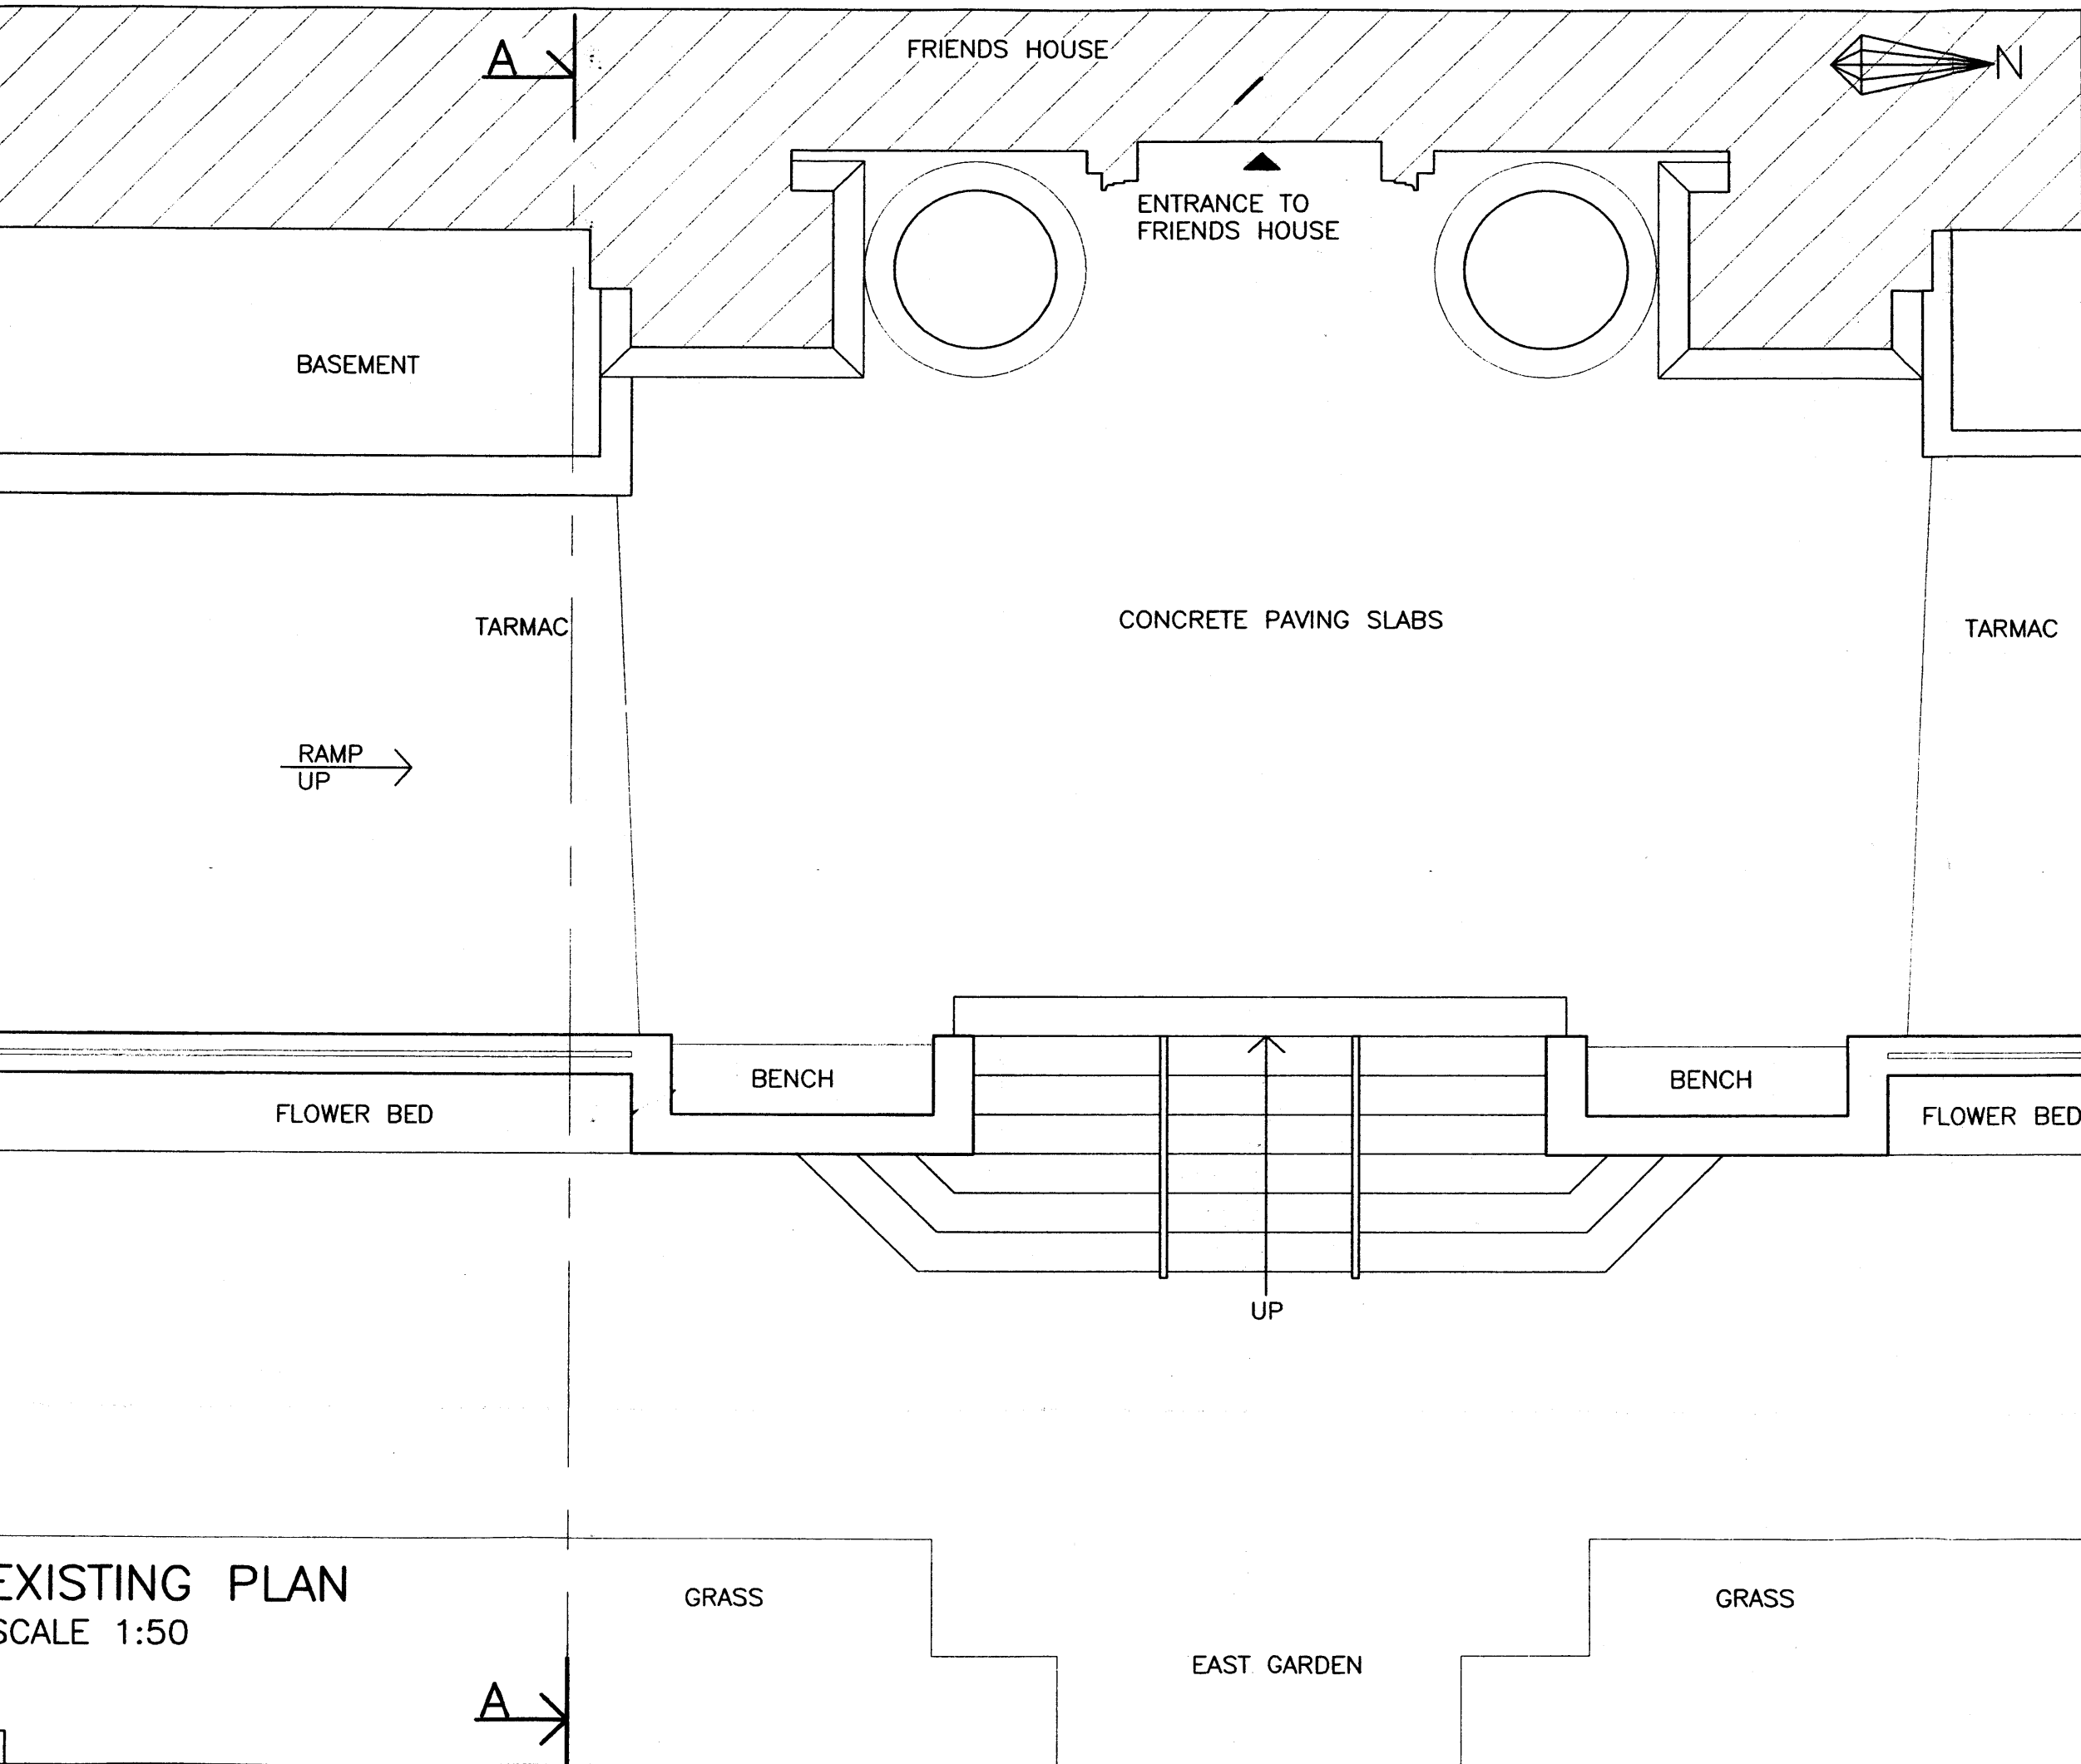 A
FRIENDS HOUSE
N
ENTRANCE TO
FRIENDS HOUSE
BASEMENT
TARMAC
CONCRETE PAVING SLABS
TARMAC
RAMP
UP
BENCH
BENCH
FLOWER BED
FLOWER BED
UP
EXISTING PLAN
SCALE 1:50
GRASS
GRASS
EAST GARDEN
A